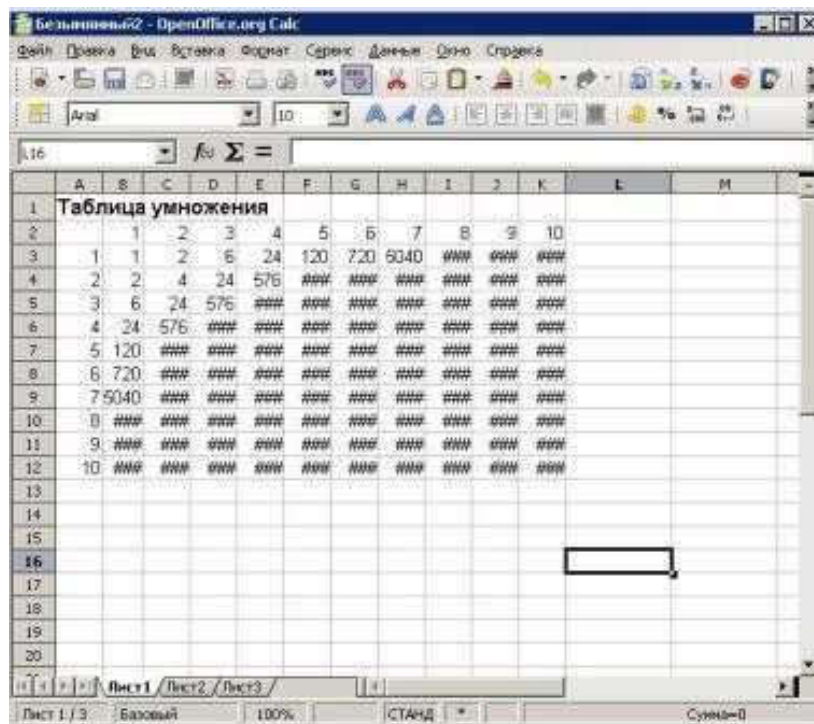 Безымянный2 - OpenOffice.org Calc
Файл Правка Вид Вставка Формат Сервис Данные Окно Справка
Arial 10
L16
A B C D E F G H I J K L M
1 Таблица умножения
2 1 2 3 4 5 6 7 8 9 10
3 1 1 2 6 24 120 720 5040 ### ### ###
4 2 2 4 24 576 ### ### ### ### ### ###
5 3 6 24 576 ### ### ### ### ### ### ###
6 4 24 576 ### ### ### ### ### ### ### ###
7 5 120 ### ### ### ### ### ### ### ### ###
8 6 720 ### ### ### ### ### ### ### ### ###
9 7 5040 ### ### ### ### ### ### ### ### ###
10 8 ### ### ### ### ### ### ### ### ### ###
11 9 ### ### ### ### ### ### ### ### ### ###
12 10 ### ### ### ### ### ### ### ### ### ###
13
14
15
16
17
18
19
20
Лист1 Лист2 Лист3
Лист 1 / 3 Базовый 100% СТАНД * Сумма=0